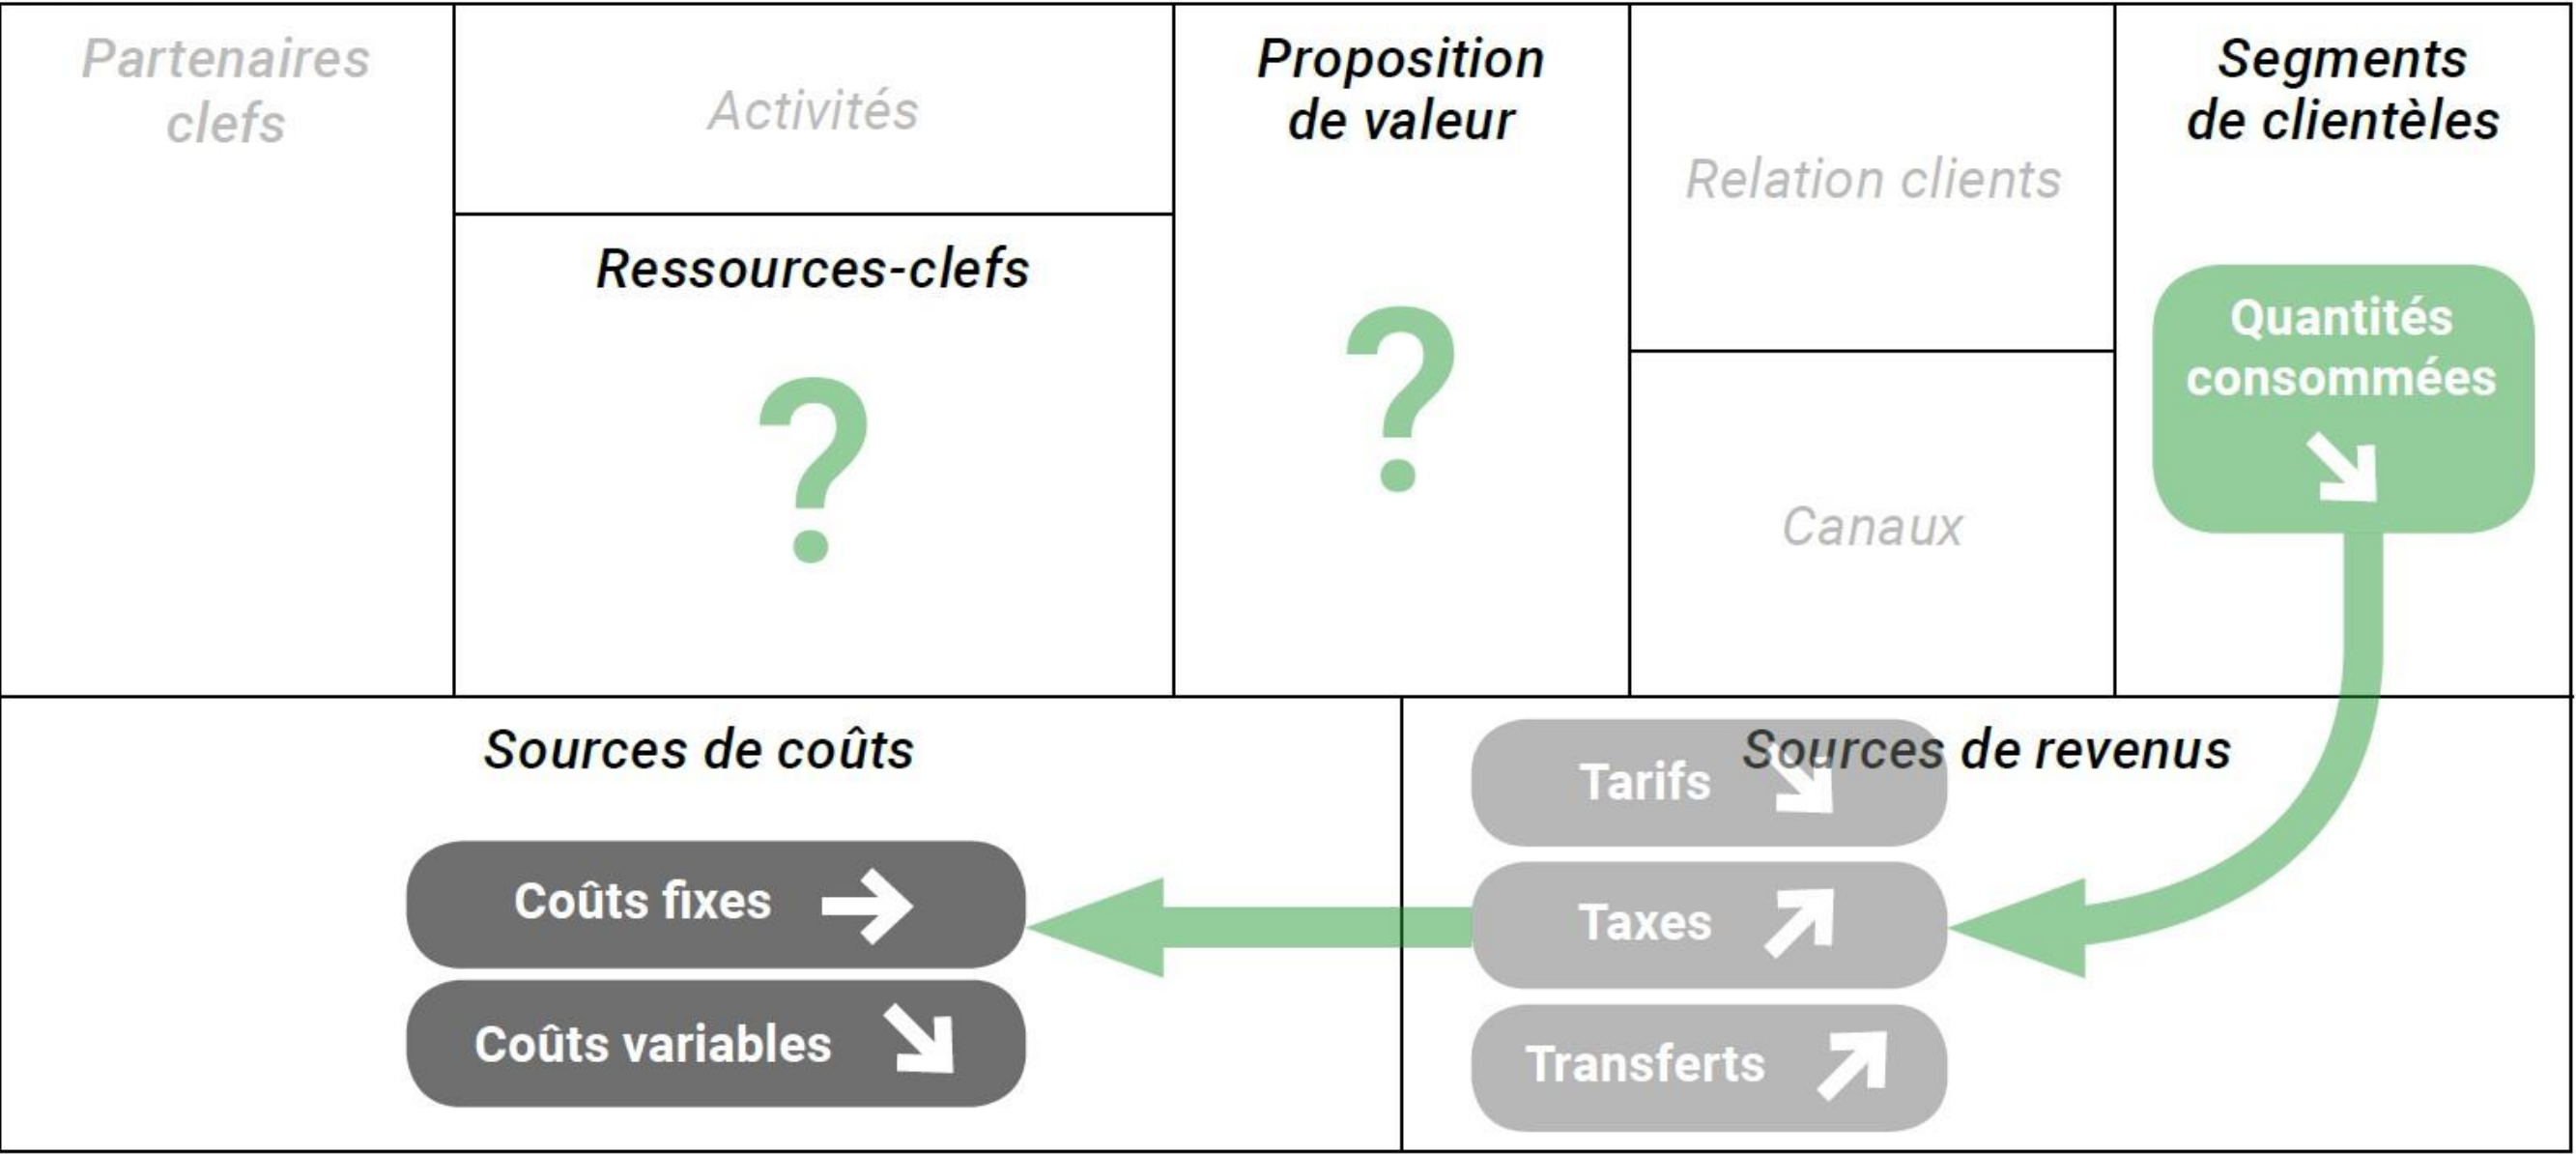 Partenaires
clefs
Activités
Ressources-clefs
?
Proposition
de valeur
?
Relation clients
Canaux
Segments
de clientèles
Quantités
consommées
Sources de coûts
Coûts fixes
Coûts variables
Sources de revenus
Tarifs
Taxes
Transferts